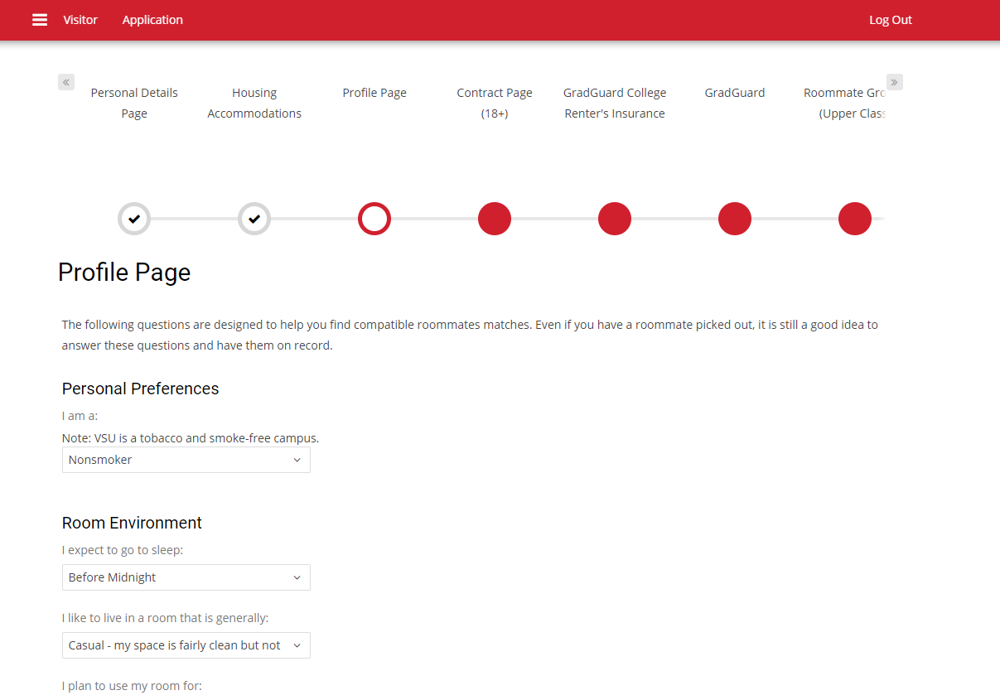 Visitor Application Log Out
« »
Personal Details Page
Housing Accommodations
Profile Page
Contract Page (18+)
GradGuard College Renter's Insurance
GradGuard
Roommate (Upper
Profile Page
The following questions are designed to help you find compatible roommates matches. Even if you have a roommate picked out, it is still a good idea to
answer these questions and have them on record.
Personal Preferences
I am a:
Note: VSU is a tobacco and smoke-free campus.
Nonsmoker
Room Environment
I expect to go to sleep:
Before Midnight
I like to live in a room that is generally:
Casual - my space is fairly clean but not
I plan to use my room for: